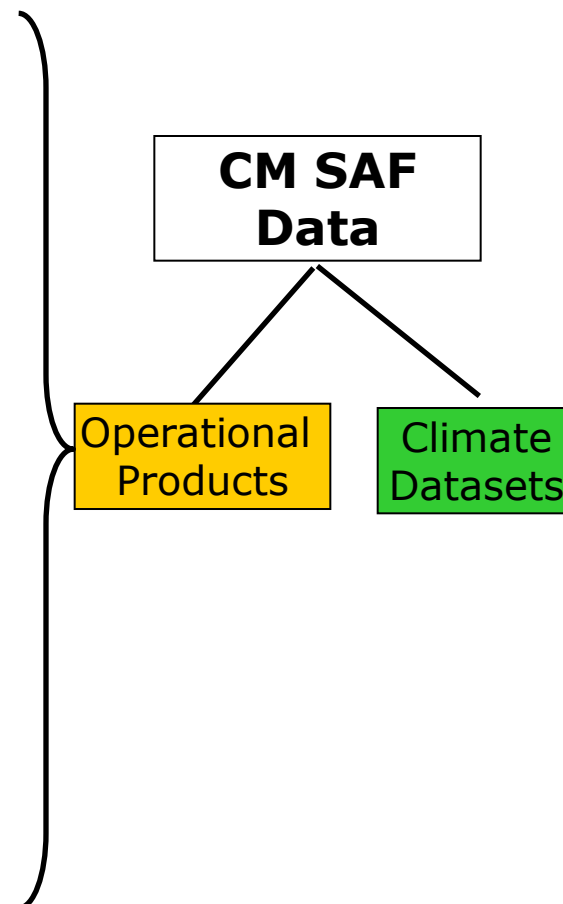 CM SAF
Data
Operational
Products
Climate
Datasets